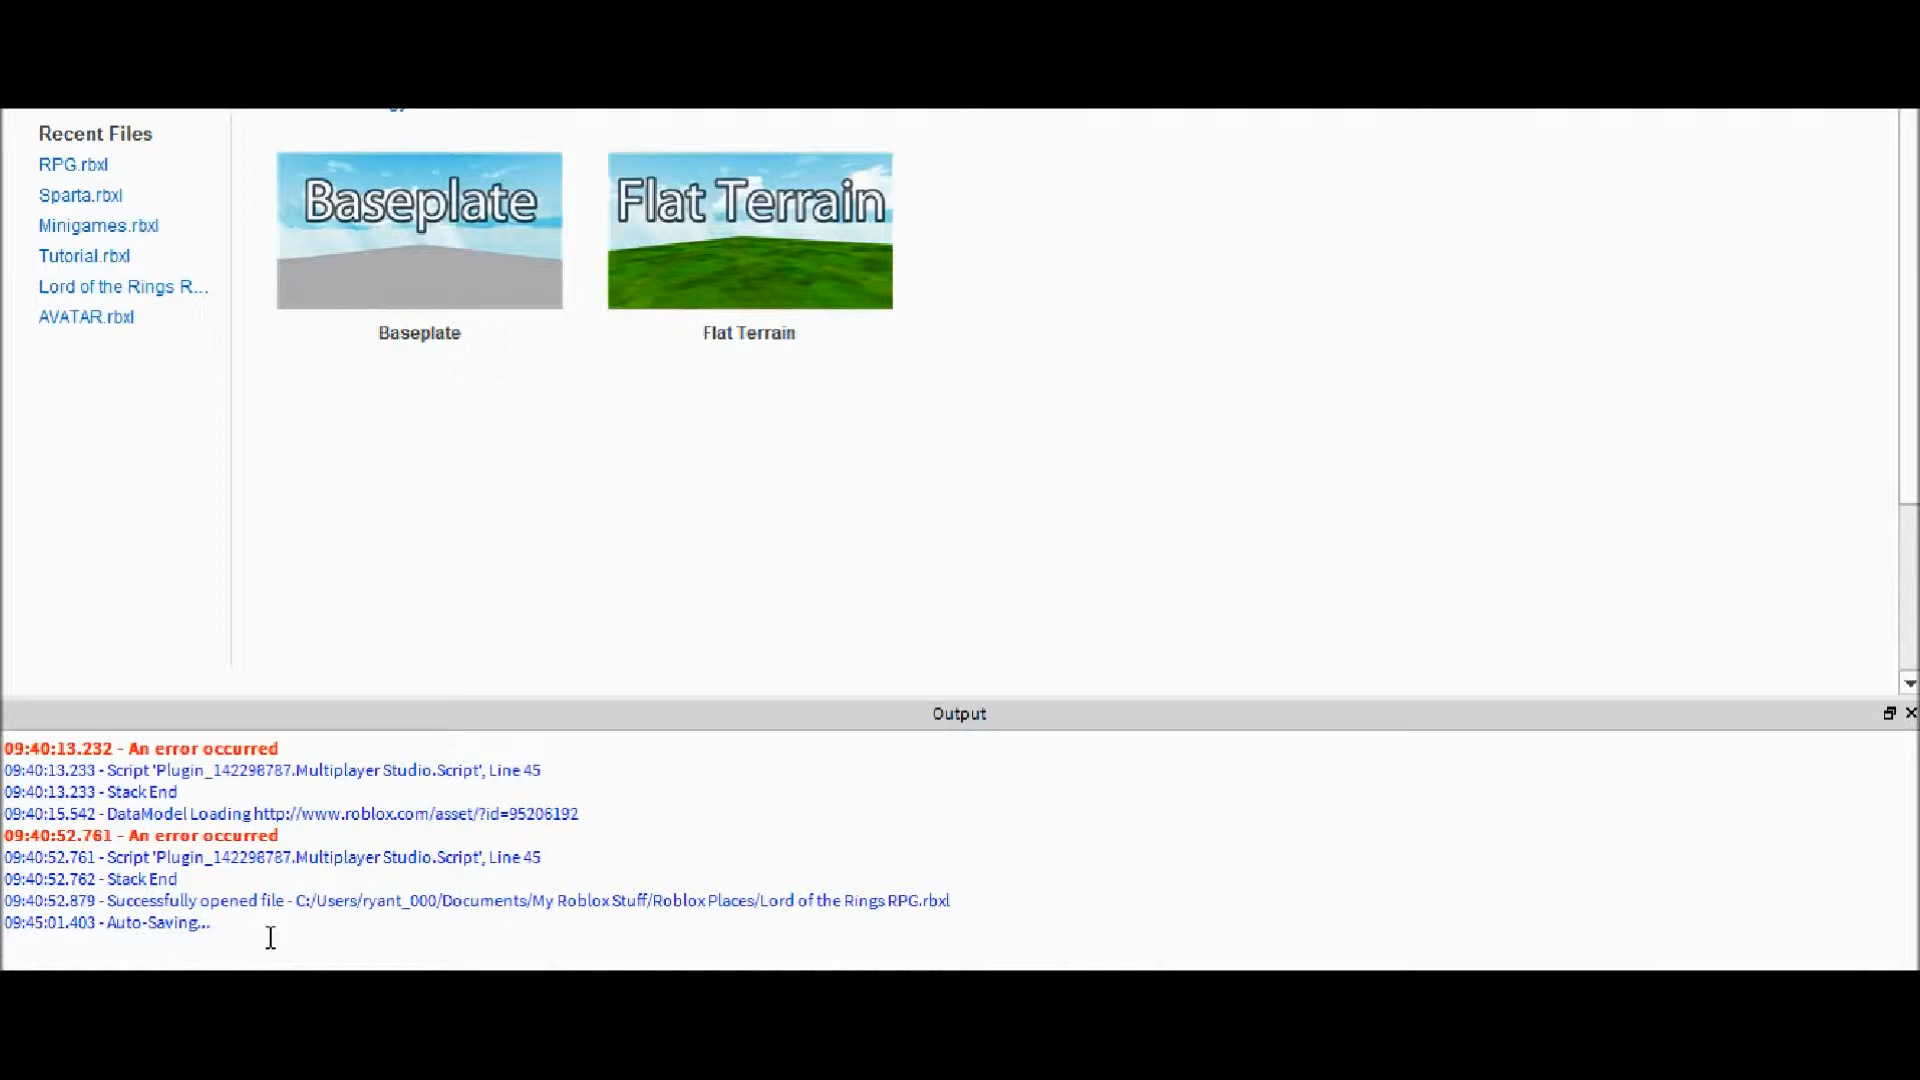 Recent Files
RPG.rbxl
Sparta.rbxl
Minigames.rbxl
Tutorial.rbxl
Lord of the Rings R...
AVATAR.rbxl
Baseplate
Flat Terrain
Baseplate
Flat Terrain
Output
09:40:13.232 - An error occurred
09:40:13.233 - Script 'Plugin_142298787.Multiplayer Studio.Script', Line 45
09:40:13.233 - Stack End
09:40:15.542 - DataModel Loading http://www.roblox.com/asset/?id=95206192
09:40:52.761 - An error occurred
09:40:52.761 - Script 'Plugin_142298787.Multiplayer Studio.Script', Line 45
09:40:52.762 - Stack End
09:40:52.879 - Successfully opened file - C:/Users/ryant_000/Documents/My Roblox Stuff/Roblox Places/Lord of the Rings RPG.rbxl
09:45:01.403 - Auto-Saving...